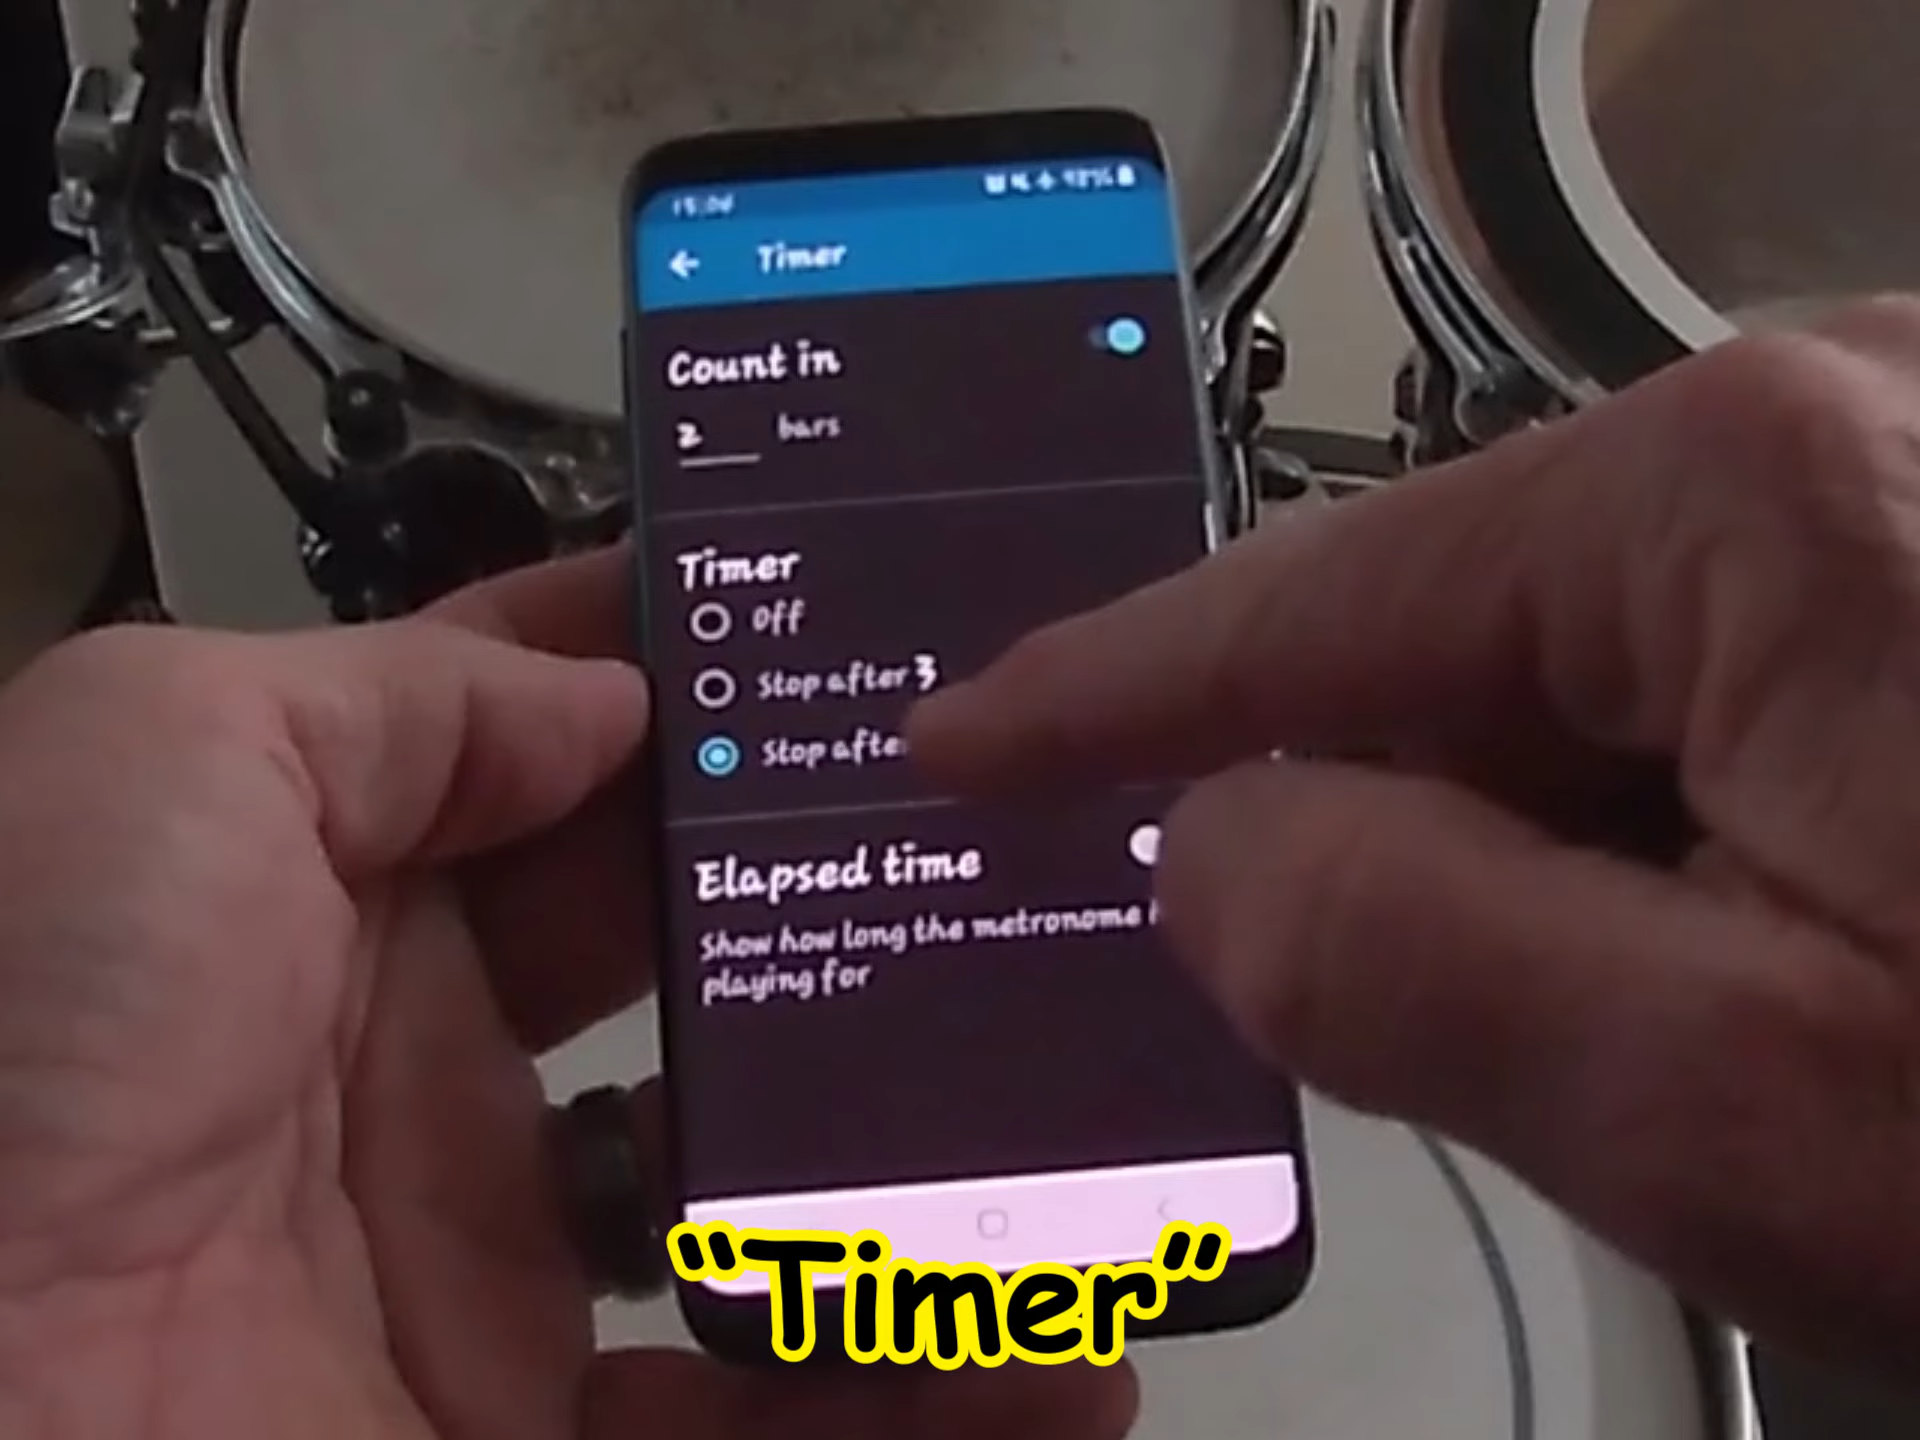 Timer
Count in
2 bars
Timer
Off
Stop after 3
Stop after
Elapsed time
Show how long the metronome
playing for
“Timer”